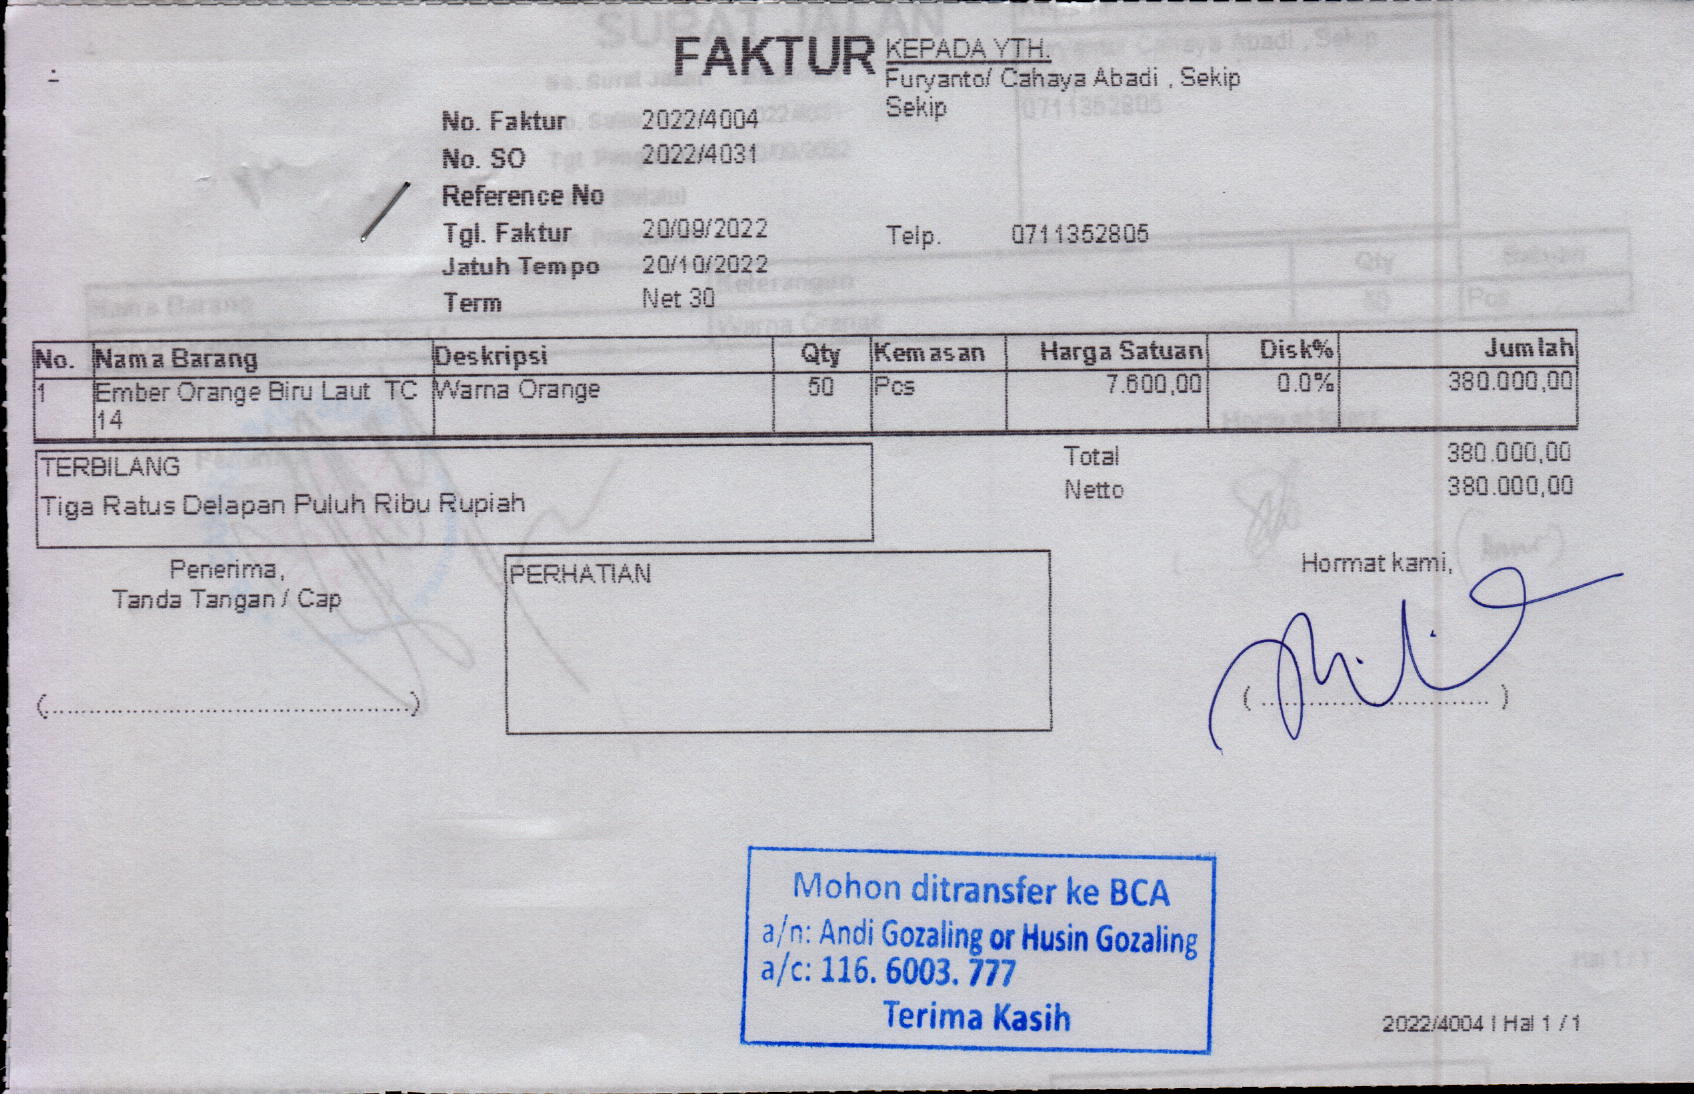 FAKTUR
KEPADA YTH.
Furyanto/ Cahaya Abadi , Sekip
Sekip
No. Faktur 2022/4004
No. SO 2022/4031
Reference No
Tgl. Faktur 20/09/2022
Telp. 0711352805
Jatuh Tempo 20/10/2022
Term Net 30
No. Nama Barang Deskripsi Qty Kemasan Harga Satuan Disk% Jumlah
1 Ember Orange Biru Laut TC Warna Orange 50 Pcs 7.600,00 0.0% 380.000,00
14
TERBILANG
Tiga Ratus Delapan Puluh Ribu Rupiah
Total 380.000,00
Netto 380.000,00
Penerima,
Tanda Tangan / Cap
(..........................................)
PERHATIAN
Hormat kami,
( .......................... )
Mohon ditransfer ke BCA
a/n: Andi Gozaling or Husin Gozaling
a/c: 116. 6003. 777
Terima Kasih
2022/4004 | Hal 1 / 1
SURAT JALAN